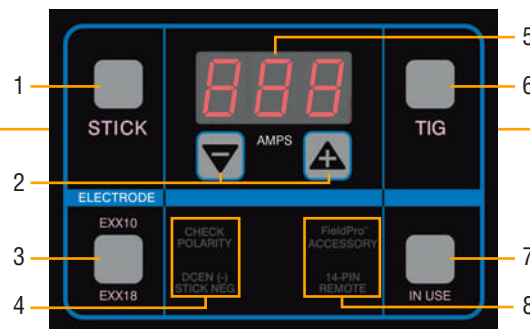 5
888
1
6
STICK
TIG
AMPS
2
ELECTRODE
EXX10
CHECK
POLARITY
FieldPro™
ACCESSORY
3
7
DCEN (-)
STICK NEG
14-PIN
REMOTE
EXX18
IN USE
4
8